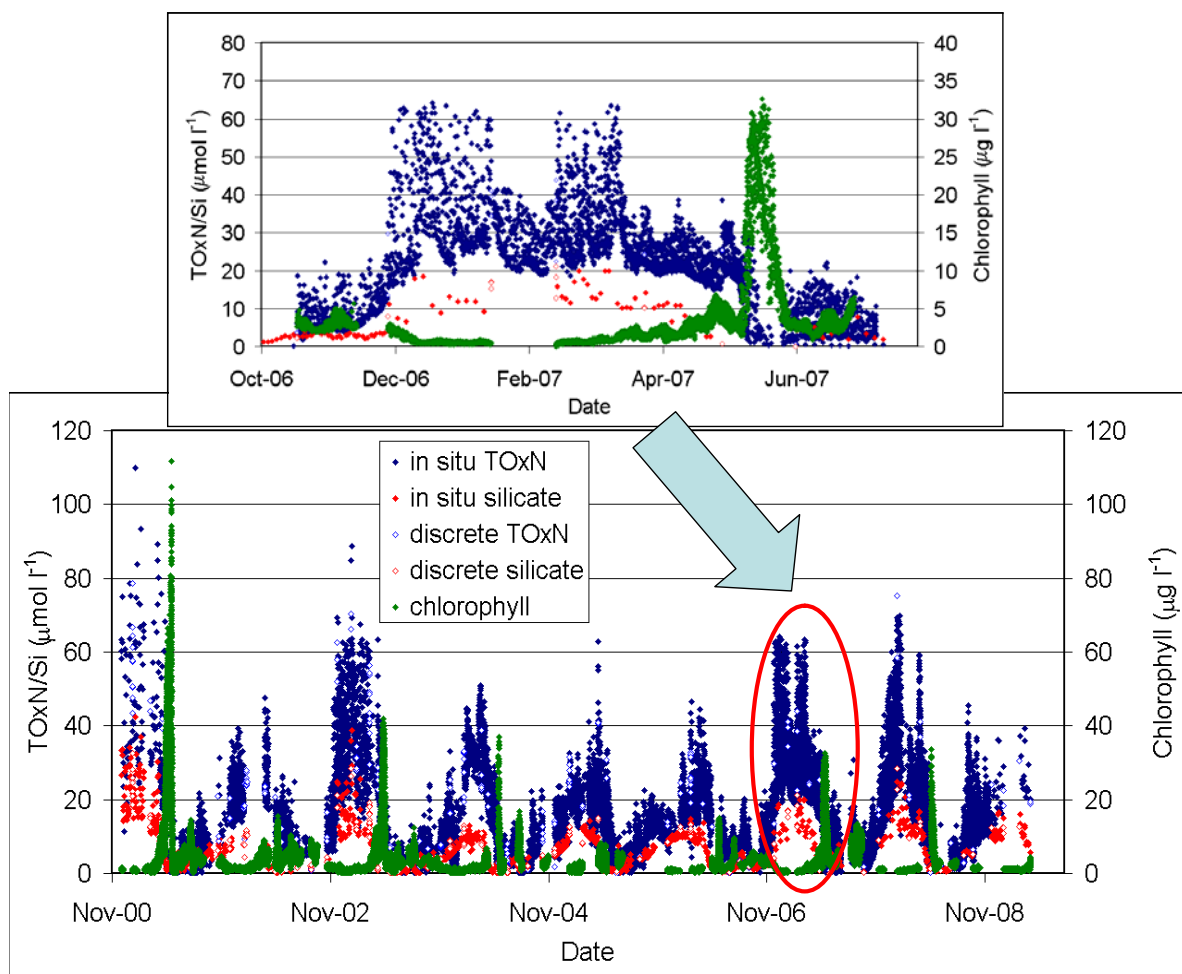 80
70
60
50
40
30
20
10
0
TOxN/Si (µmol l⁻¹)
40
35
30
25
20
15
10
5
0
Chlorophyll (µg l⁻¹)
Oct-06 Dec-06 Feb-07 Apr-07 Jun-07
Date
120
100
80
60
40
20
0
TOxN/Si (µmol l⁻¹)
in situ TOxN
in situ silicate
discrete TOxN
discrete silicate
chlorophyll
120
100
80
60
40
20
0
Chlorophyll (µg l⁻¹)
Nov-00 Nov-02 Nov-04 Nov-06 Nov-08
Date